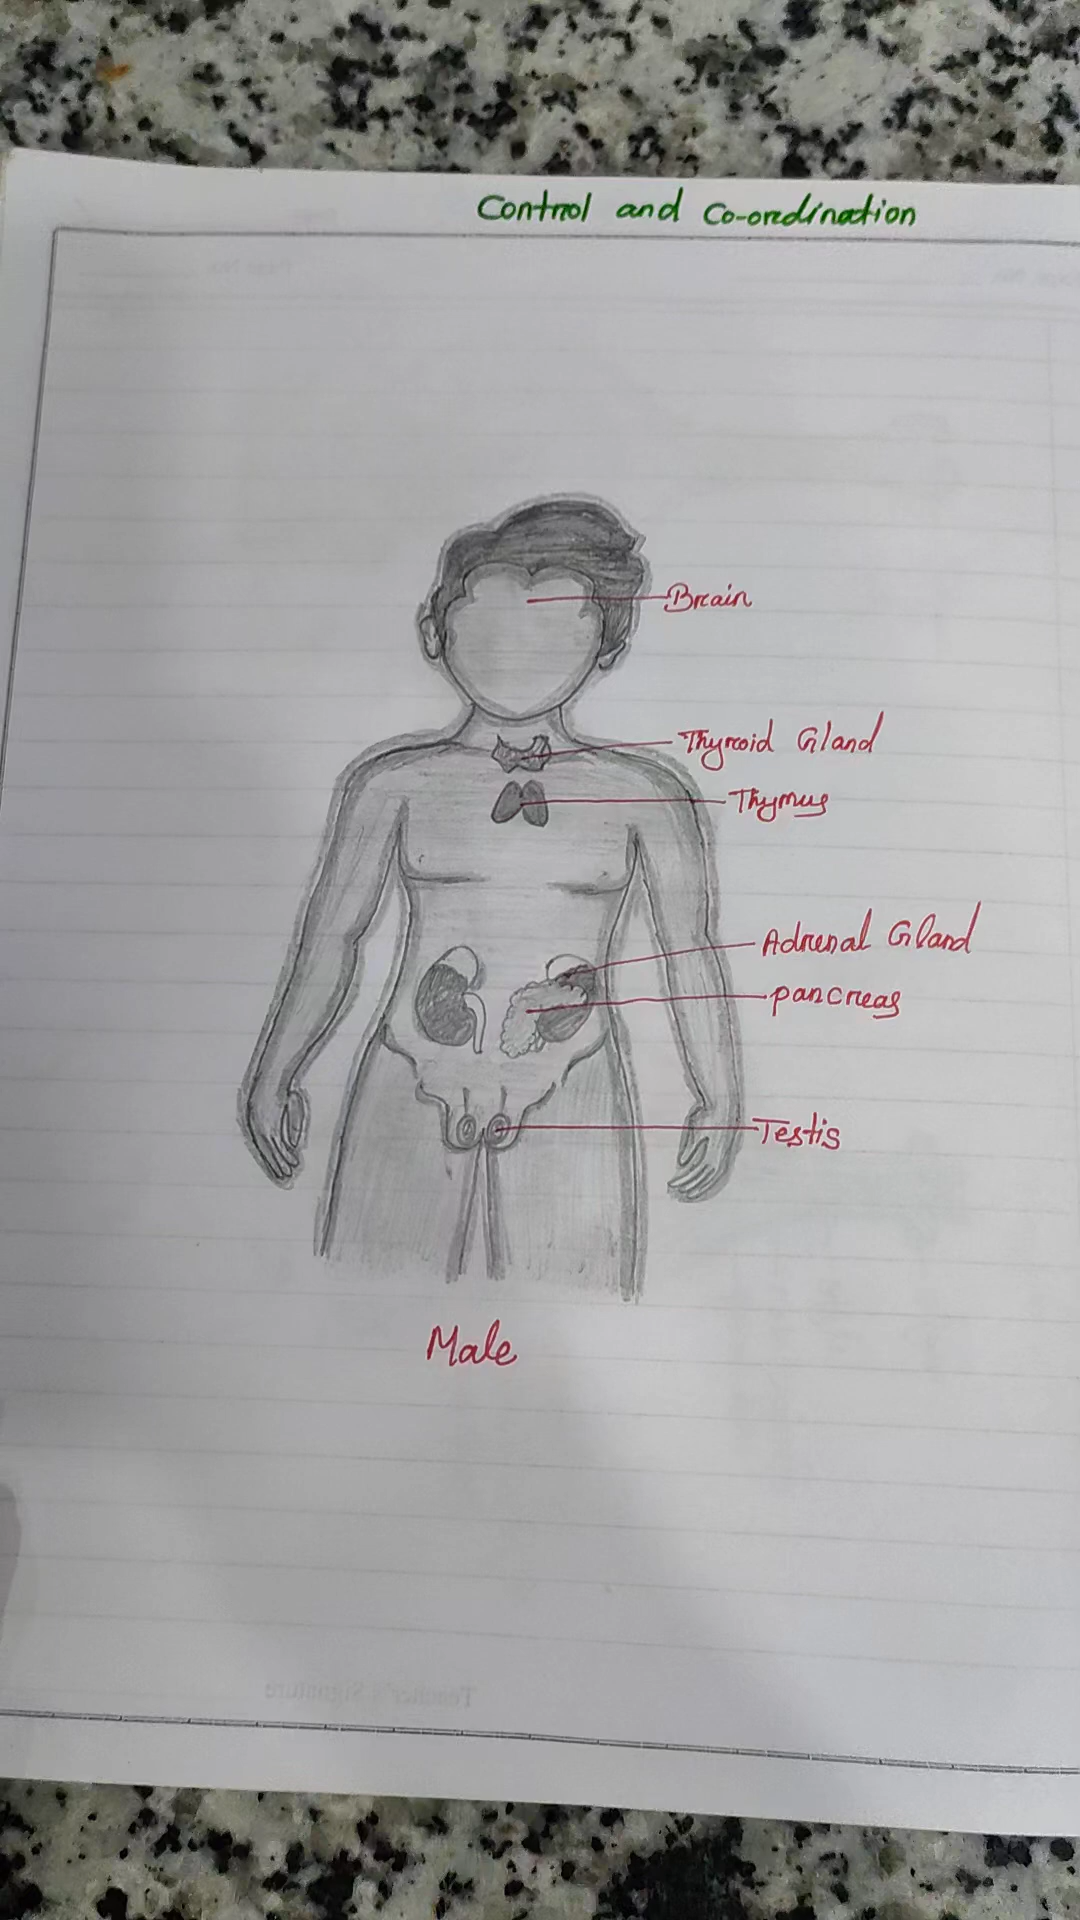 Control and Co-ordination
Brain
Thyroid Gland
Thymus
Adrenal Gland
pancreas
Testis
Male
Teacher's Signature